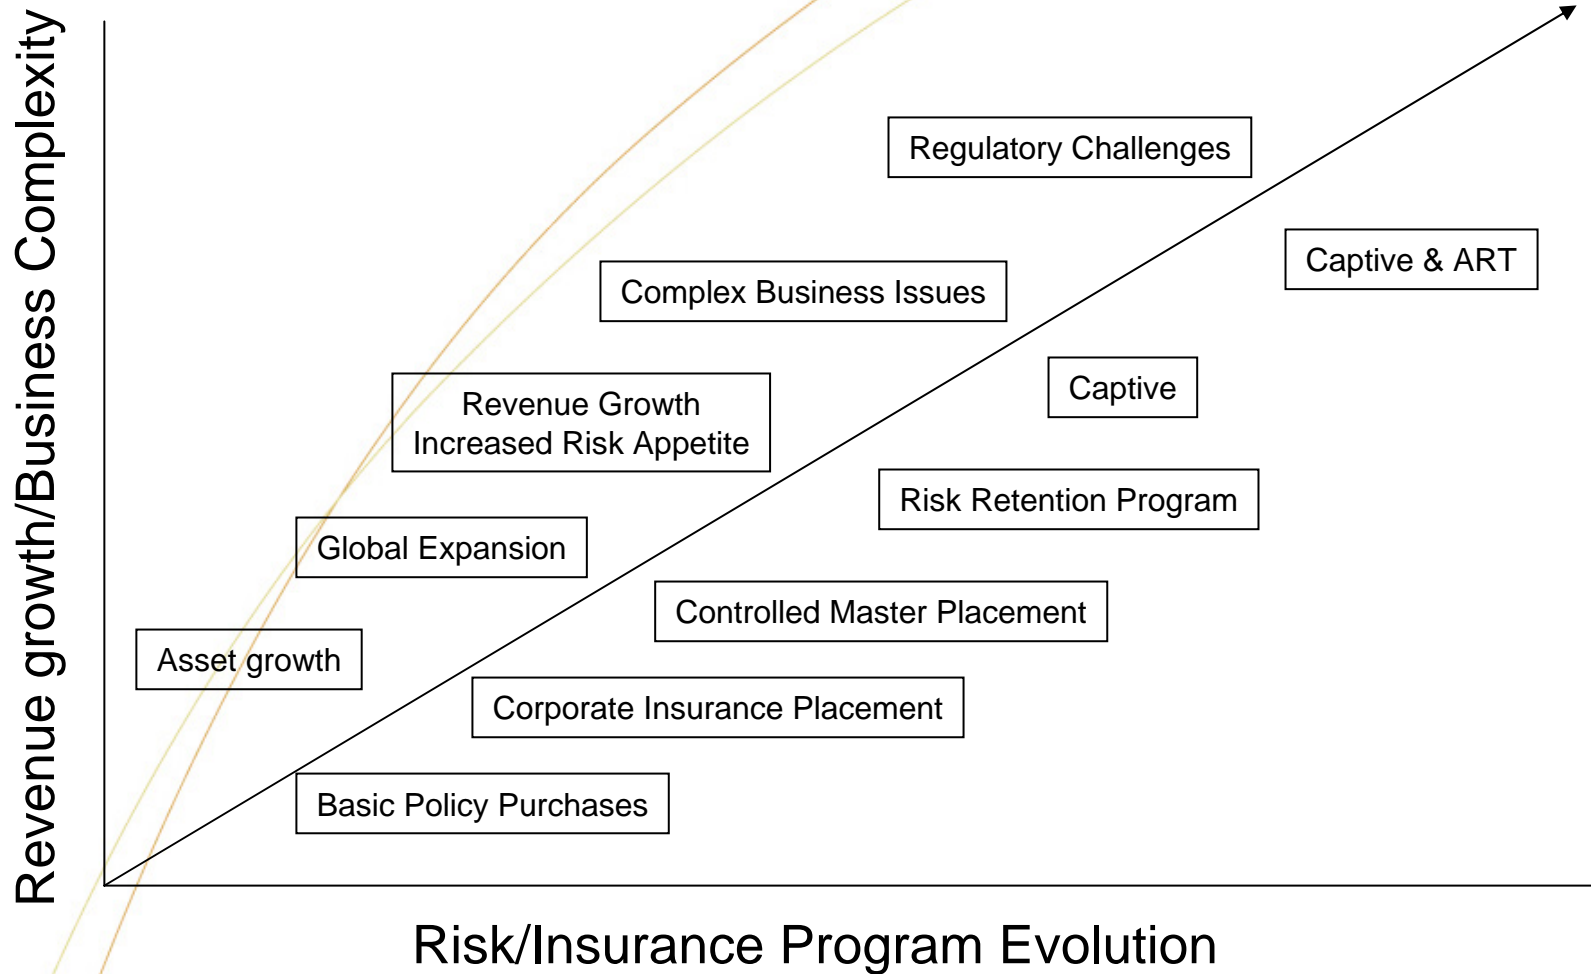 Revenue growth/Business Complexity
Regulatory Challenges
Captive & ART
Complex Business Issues
Captive
Revenue Growth
Increased Risk Appetite
Risk Retention Program
Global Expansion
Controlled Master Placement
Asset growth
Corporate Insurance Placement
Basic Policy Purchases
Risk/Insurance Program Evolution